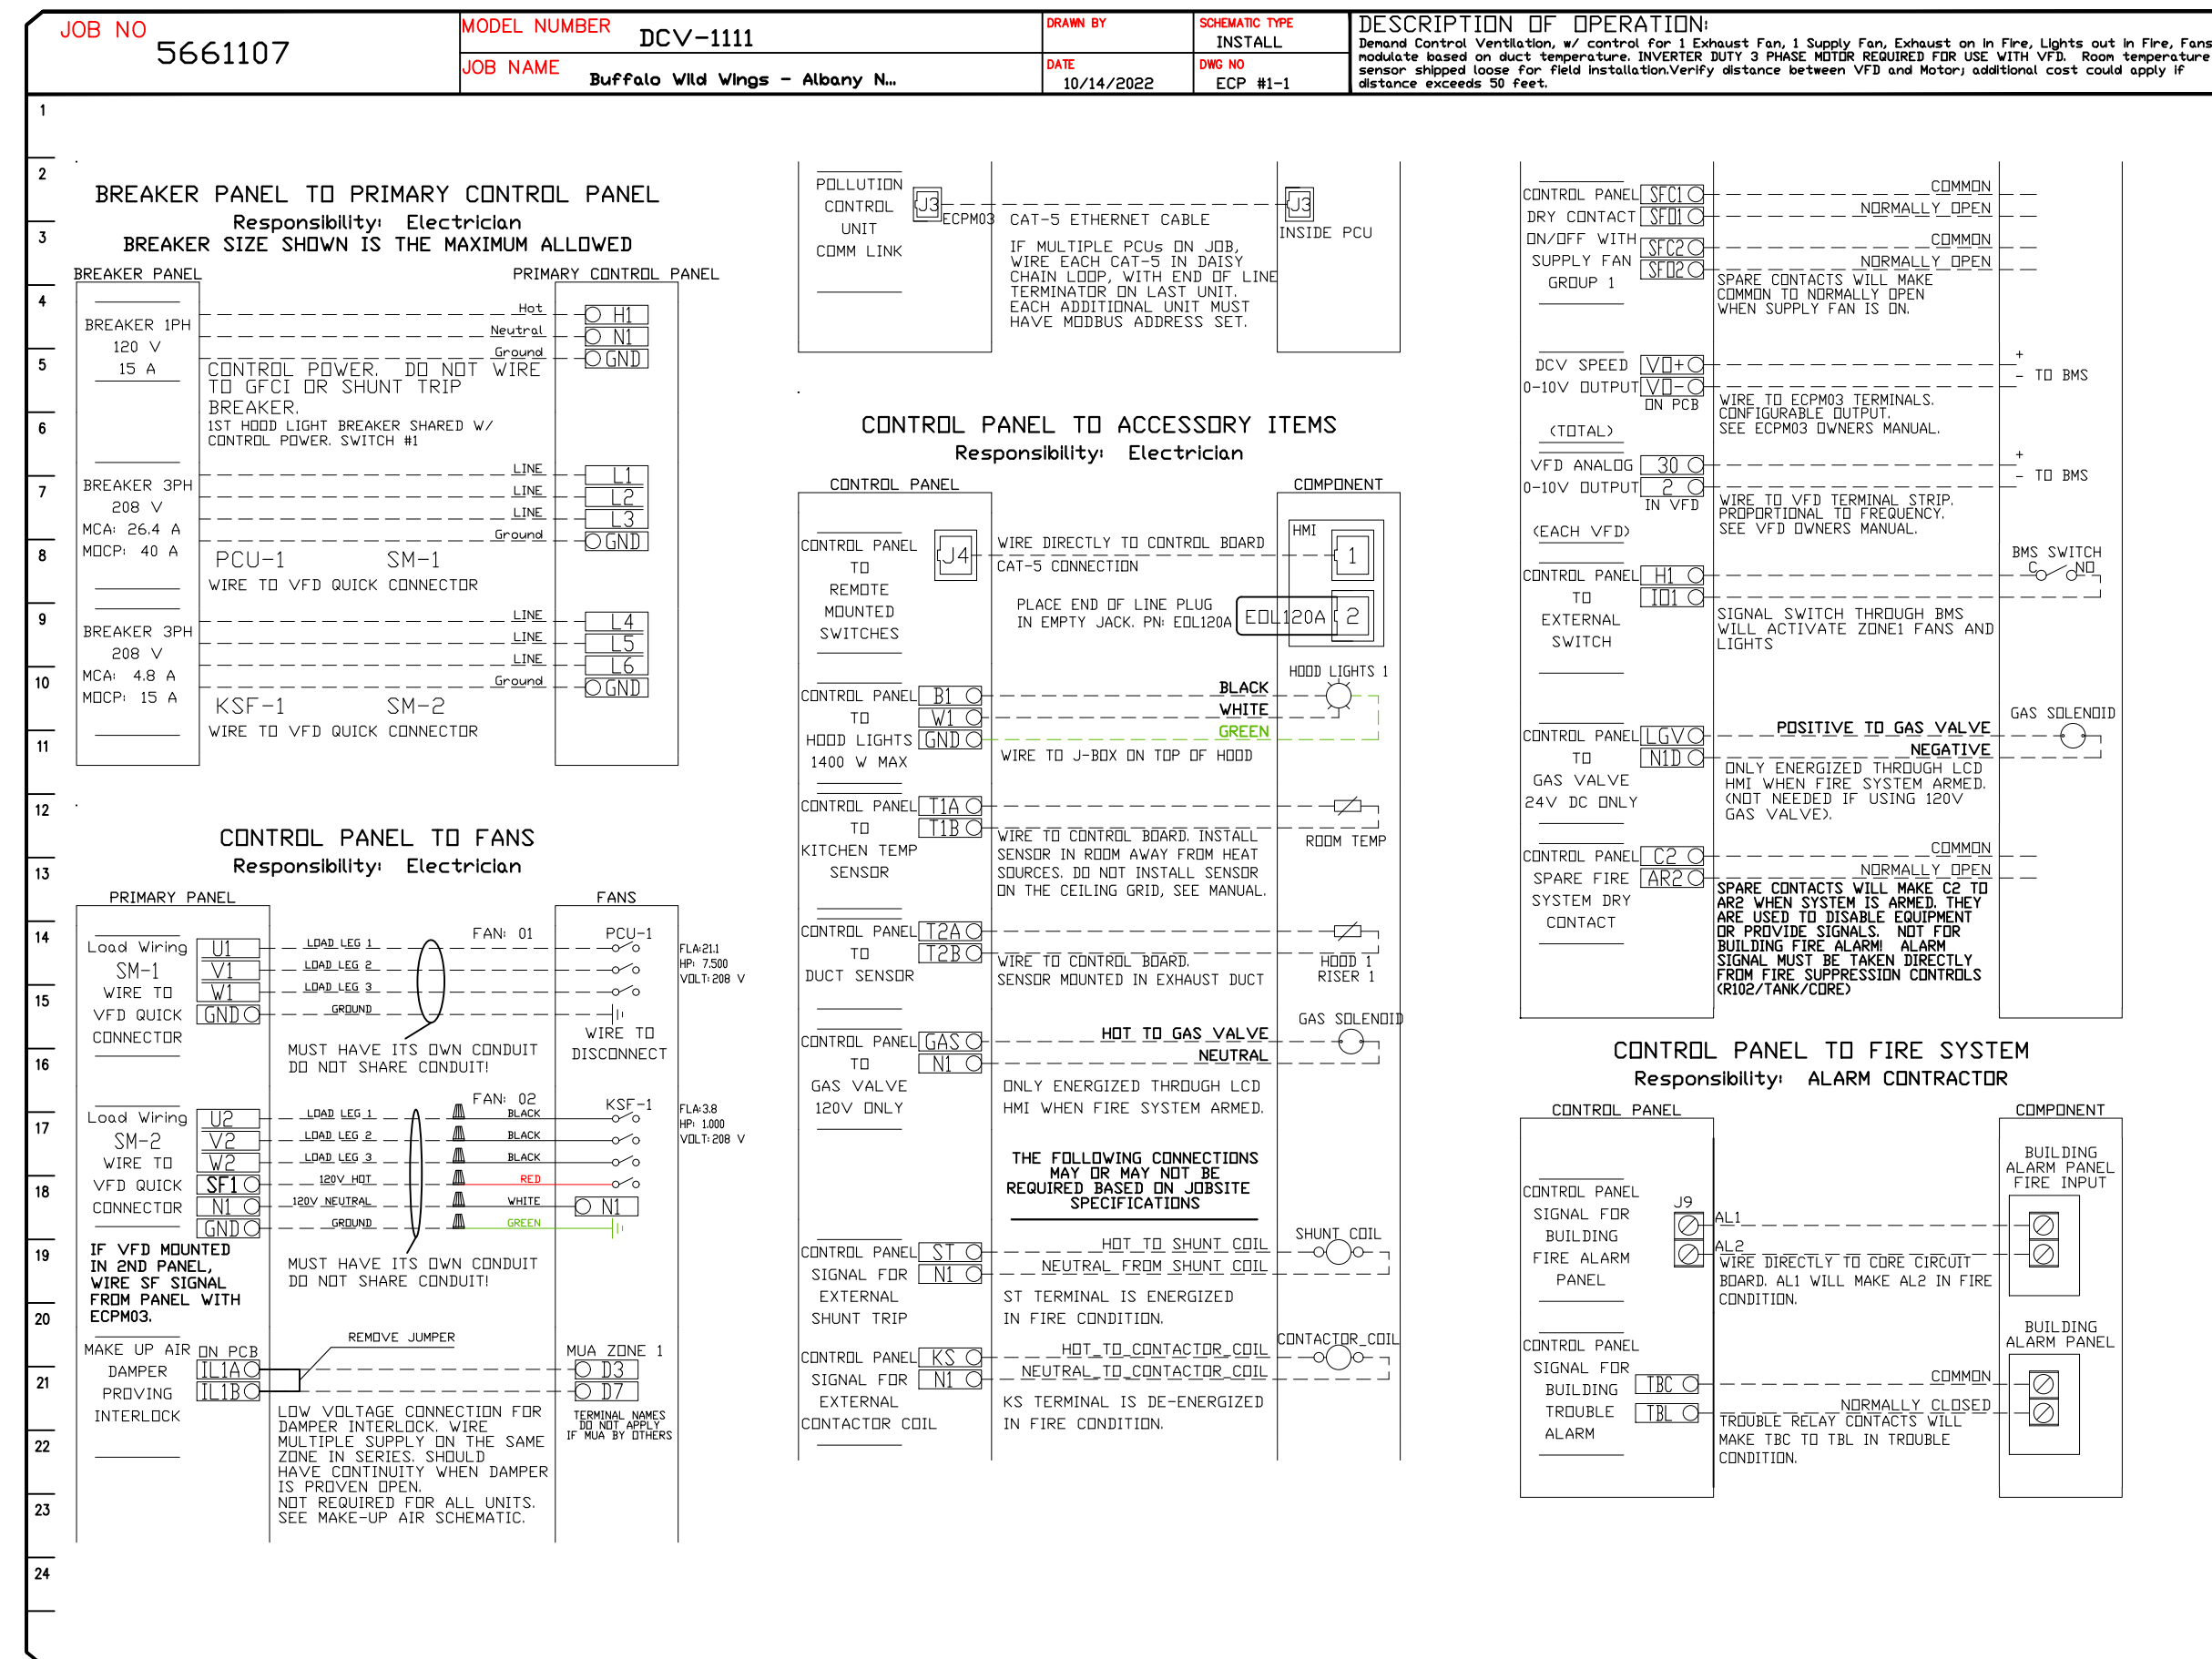 JOB NO
5661107
MODEL NUMBER
DCV-1111
JOB NAME
Buffalo Wild Wings - Albany N...
DRAWN BY
SCHEMATIC TYPE
INSTALL
DATE
10/14/2022
DWG NO
ECP #1-1
DESCRIPTION OF OPERATION:
Demand Control Ventilation, w/ control for 1 Exhaust Fan, 1 Supply Fan, Exhaust on in Fire, Lights out in Fire, Fans
modulate based on duct temperature. INVERTER DUTY 3 PHASE MOTOR REQUIRED FOR USE WITH VFD. Room temperature
sensor shipped loose for field installation.Verify distance between VFD and Motor; additional cost could apply if
distance exceeds 50 feet.
1
2
3
4
5
6
7
8
9
10
11
12
13
14
15
16
17
18
19
20
21
22
23
24
BREAKER PANEL TO PRIMARY CONTROL PANEL
Responsibility: Electrician
BREAKER SIZE SHOWN IS THE MAXIMUM ALLOWED
BREAKER PANEL
PRIMARY CONTROL PANEL
BREAKER 1PH
120 V
15 A
Hot
H1
Neutral
N1
Ground
GND
CONTROL POWER. DO NOT WIRE
TO GFCI OR SHUNT TRIP
BREAKER.
1ST HOOD LIGHT BREAKER SHARED W/
CONTROL POWER. SWITCH #1
BREAKER 3PH
208 V
MCA: 26.4 A
MOCP: 40 A
LINE
L1
LINE
L2
LINE
L3
Ground
GND
PCU-1 SM-1
WIRE TO VFD QUICK CONNECTOR
BREAKER 3PH
208 V
MCA: 4.8 A
MOCP: 15 A
LINE
L4
LINE
L5
LINE
L6
Ground
GND
KSF-1 SM-2
WIRE TO VFD QUICK CONNECTOR
CONTROL PANEL TO FANS
Responsibility: Electrician
PRIMARY PANEL
FANS
Load Wiring
SM-1
WIRE TO
VFD QUICK
CONNECTOR
U1
V1
W1
GND
LOAD LEG 1
LOAD LEG 2
LOAD LEG 3
GROUND
FAN: 01
PCU-1
FLA:21.1
HP: 7.500
VOLT: 208 V
WIRE TO
DISCONNECT
MUST HAVE ITS OWN CONDUIT
DO NOT SHARE CONDUIT!
Load Wiring
SM-2
WIRE TO
VFD QUICK
CONNECTOR
U2
V2
W2
SF1
N1
GND
LOAD LEG 1
LOAD LEG 2
LOAD LEG 3
120V HOT
120V NEUTRAL
GROUND
FAN: 02
BLACK
BLACK
BLACK
RED
WHITE
GREEN
KSF-1
N1
FLA:3.8
HP: 1.000
VOLT: 208 V
IF VFD MOUNTED
IN 2ND PANEL,
WIRE SF SIGNAL
FROM PANEL WITH
ECPM03.
MUST HAVE ITS OWN CONDUIT
DO NOT SHARE CONDUIT!
MAKE UP AIR
DAMPER
PROVING
INTERLOCK
ON PCB
IL1A
IL1B
REMOVE JUMPER
MUA ZONE 1
D3
D7
TERMINAL NAMES
DO NOT APPLY
IF MUA BY OTHERS
LOW VOLTAGE CONNECTION FOR
DAMPER INTERLOCK. WIRE
MULTIPLE SUPPLY ON THE SAME
ZONE IN SERIES. SHOULD
HAVE CONTINUITY WHEN DAMPER
IS PROVEN OPEN.
NOT REQUIRED FOR ALL UNITS.
SEE MAKE-UP AIR SCHEMATIC.
POLLUTION
CONTROL
UNIT
COMM LINK
J3
ECPM03
CAT-5 ETHERNET CABLE
J3
INSIDE PCU
IF MULTIPLE PCUs ON JOB,
WIRE EACH CAT-5 IN DAISY
CHAIN LOOP, WITH END OF LINE
TERMINATOR ON LAST UNIT.
EACH ADDITIONAL UNIT MUST
HAVE MODBUS ADDRESS SET.
CONTROL PANEL TO ACCESSORY ITEMS
Responsibility: Electrician
CONTROL PANEL
COMPONENT
CONTROL PANEL
TO
REMOTE
MOUNTED
SWITCHES
J4
WIRE DIRECTLY TO CONTROL BOARD
CAT-5 CONNECTION
PLACE END OF LINE PLUG
IN EMPTY JACK. PN: EOL120A
HMI
1
EOL120A
2
CONTROL PANEL
TO
HOOD LIGHTS
1400 W MAX
B1
W1
GND
BLACK
WHITE
GREEN
HOOD LIGHTS 1
WIRE TO J-BOX ON TOP OF HOOD
CONTROL PANEL
TO
KITCHEN TEMP
SENSOR
T1A
T1B
WIRE TO CONTROL BOARD. INSTALL
SENSOR IN ROOM AWAY FROM HEAT
SOURCES. DO NOT INSTALL SENSOR
ON THE CEILING GRID, SEE MANUAL.
ROOM TEMP
CONTROL PANEL
TO
DUCT SENSOR
T2A
T2B
WIRE TO CONTROL BOARD.
SENSOR MOUNTED IN EXHAUST DUCT
HOOD 1
RISER 1
CONTROL PANEL
TO
GAS VALVE
120V ONLY
GAS
N1
HOT TO GAS VALVE
NEUTRAL
GAS SOLENOID
ONLY ENERGIZED THROUGH LCD
HMI WHEN FIRE SYSTEM ARMED.
THE FOLLOWING CONNECTIONS
MAY OR MAY NOT BE
REQUIRED BASED ON JOBSITE
SPECIFICATIONS
CONTROL PANEL
SIGNAL FOR
EXTERNAL
SHUNT TRIP
ST
N1
HOT TO SHUNT COIL
NEUTRAL FROM SHUNT COIL
SHUNT COIL
ST TERMINAL IS ENERGIZED
IN FIRE CONDITION.
CONTROL PANEL
SIGNAL FOR
EXTERNAL
CONTACTOR COIL
KS
N1
HOT TO CONTACTOR COIL
NEUTRAL TO CONTACTOR COIL
CONTACTOR COIL
KS TERMINAL IS DE-ENERGIZED
IN FIRE CONDITION.
CONTROL PANEL
DRY CONTACT
ON/OFF WITH
SUPPLY FAN
GROUP 1
SFC1
SFO1
SFC2
SFO2
COMMON
NORMALLY OPEN
COMMON
NORMALLY OPEN
SPARE CONTACTS WILL MAKE
COMMON TO NORMALLY OPEN
WHEN SUPPLY FAN IS ON.
DCV SPEED
0-10V OUTPUT
(TOTAL)
VO+
VO-
ON PCB
+
- TO BMS
WIRE TO ECPM03 TERMINALS.
CONFIGURABLE OUTPUT.
SEE ECPM03 OWNERS MANUAL.
VFD ANALOG
0-10V OUTPUT
(EACH VFD)
30
2
IN VFD
+
- TO BMS
WIRE TO VFD TERMINAL STRIP.
PROPORTIONAL TO FREQUENCY.
SEE VFD OWNERS MANUAL.
CONTROL PANEL
TO
EXTERNAL
SWITCH
H1
IO1
BMS SWITCH
C NO
SIGNAL SWITCH THROUGH BMS
WILL ACTIVATE ZONE1 FANS AND
LIGHTS
CONTROL PANEL
TO
GAS VALVE
24V DC ONLY
LGV
N1D
POSITIVE TO GAS VALVE
NEGATIVE
GAS SOLENOID
ONLY ENERGIZED THROUGH LCD
HMI WHEN FIRE SYSTEM ARMED.
(NOT NEEDED IF USING 120V
GAS VALVE).
CONTROL PANEL
SPARE FIRE
SYSTEM DRY
CONTACT
C2
AR2
COMMON
NORMALLY OPEN
SPARE CONTACTS WILL MAKE C2 TO
AR2 WHEN SYSTEM IS ARMED. THEY
ARE USED TO DISABLE EQUIPMENT
OR PROVIDE SIGNALS. NOT FOR
BUILDING FIRE ALARM! ALARM
SIGNAL MUST BE TAKEN DIRECTLY
FROM FIRE SUPPRESSION CONTROLS
(R102/TANK/CORE)
CONTROL PANEL TO FIRE SYSTEM
Responsibility: ALARM CONTRACTOR
CONTROL PANEL
COMPONENT
CONTROL PANEL
SIGNAL FOR
BUILDING
FIRE ALARM
PANEL
J9
AL1
AL2
WIRE DIRECTLY TO CORE CIRCUIT
BOARD. AL1 WILL MAKE AL2 IN FIRE
CONDITION.
BUILDING
ALARM PANEL
FIRE INPUT
CONTROL PANEL
SIGNAL FOR
BUILDING
TROUBLE
ALARM
TBC
TBL
COMMON
NORMALLY CLOSED
TROUBLE RELAY CONTACTS WILL
MAKE TBC TO TBL IN TROUBLE
CONDITION.
BUILDING
ALARM PANEL